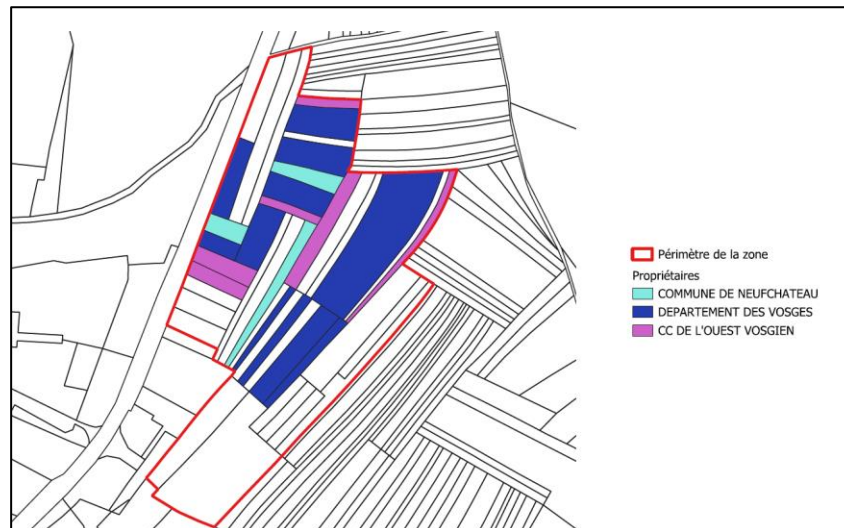 Périmètre de la zone
Propriétaires
COMMUNE DE NEUFCHATEAU
DEPARTEMENT DES VOSGES
CC DE L'OUEST VOSGIEN